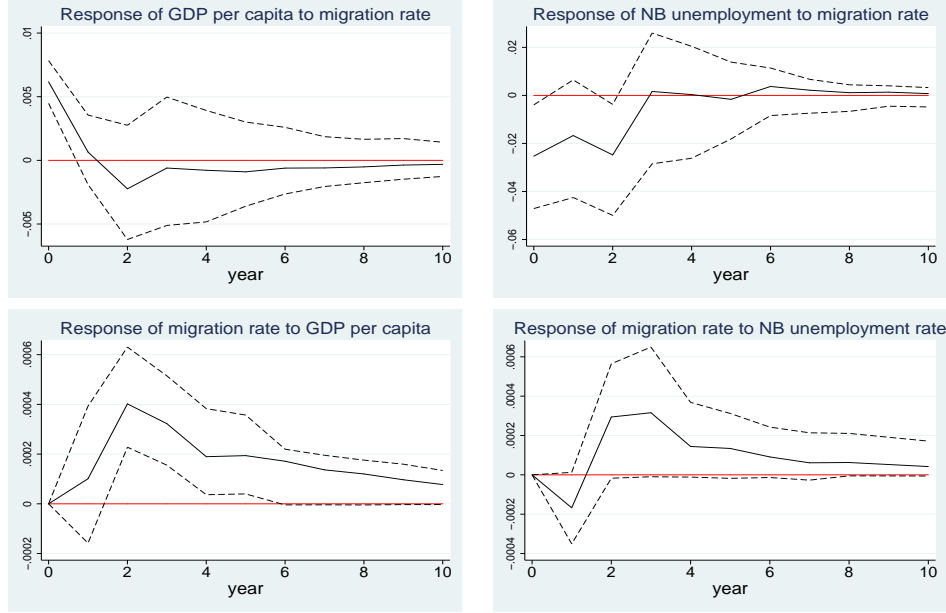 Response of GDP per capita to migration rate
.01
.005
0
-.005
0 2 4 6 8 10
year
Response of NB unemployment to migration rate
.02
0
-.02
-.04
-.06
0 2 4 6 8 10
year
Response of migration rate to GDP per capita
.0006
.0004
.0002
0
-.0002
0 2 4 6 8 10
year
Response of migration rate to NB unemployment rate
.0006
.0004
.0002
0
-.0002
-.0004
0 2 4 6 8 10
year